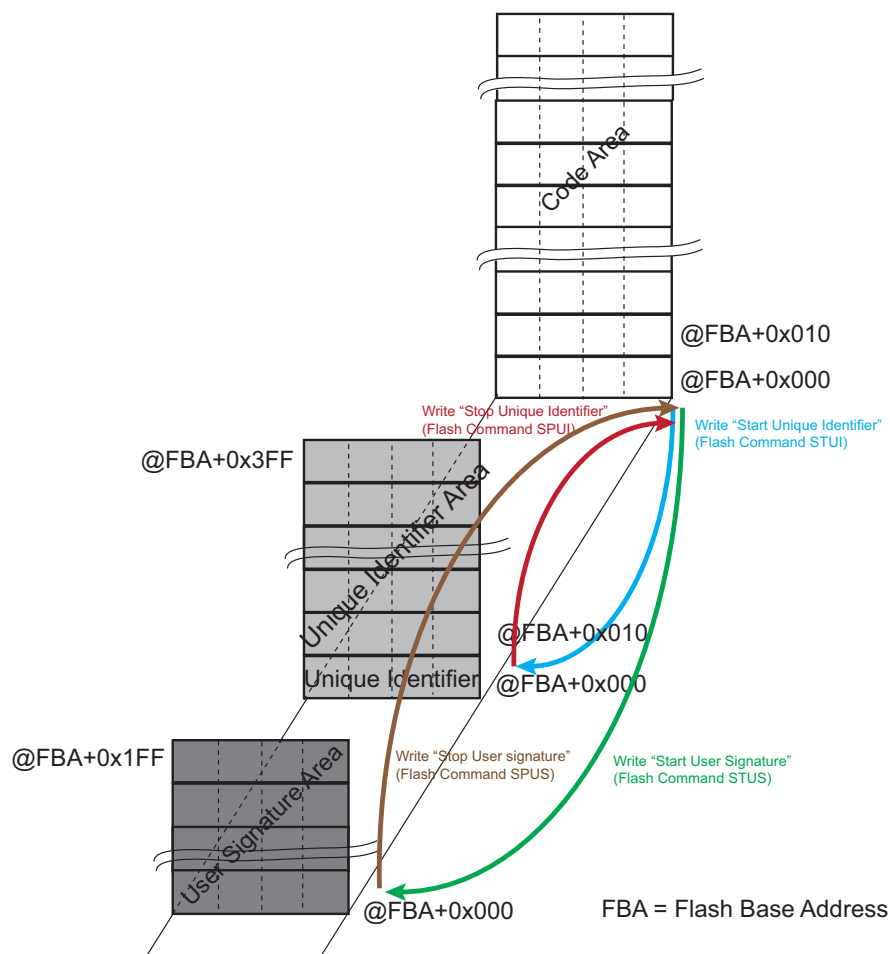 Code Area
@FBA+0x010
@FBA+0x000
Write “Stop Unique Identifier”
(Flash Command SPUI)
Write “Start Unique Identifier”
(Flash Command STUI)
@FBA+0x3FF
Unique Identifier Area
@FBA+0x010
Unique Identifier
@FBA+0x000
@FBA+0x1FF
Write “Stop User signature”
(Flash Command SPUS)
Write “Start User Signature”
(Flash Command STUS)
User Signature Area
@FBA+0x000
FBA = Flash Base Address